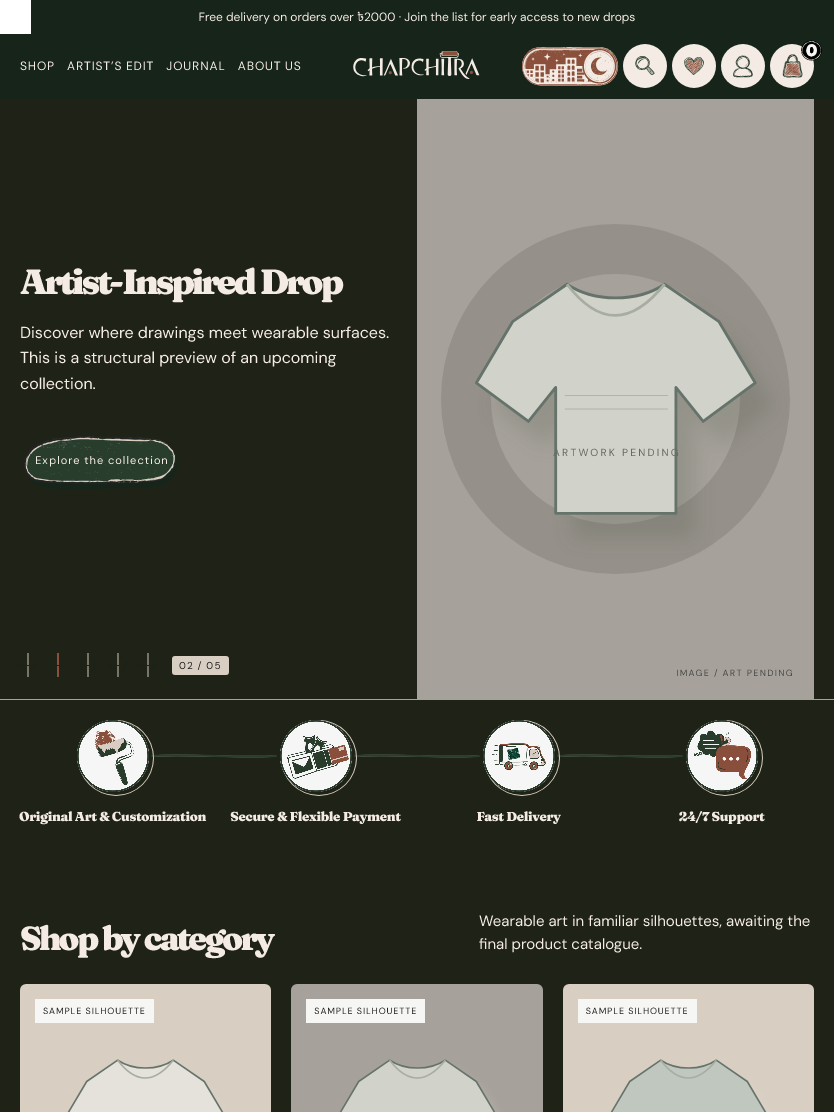 Free delivery on orders over ৳2000 · Join the list for early access to new drops
SHOP ARTIST’S EDIT JOURNAL ABOUT US
CHAPCHITRA
0
Artist-Inspired Drop
Discover where drawings meet wearable surfaces.
This is a structural preview of an upcoming
collection.
Explore the collection
02 / 05
ARTWORK PENDING
IMAGE / ART PENDING
Original Art & Customization
Secure & Flexible Payment
Fast Delivery
24/7 Support
Shop by category
Wearable art in familiar silhouettes, awaiting the
final product catalogue.
SAMPLE SILHOUETTE
SAMPLE SILHOUETTE
SAMPLE SILHOUETTE